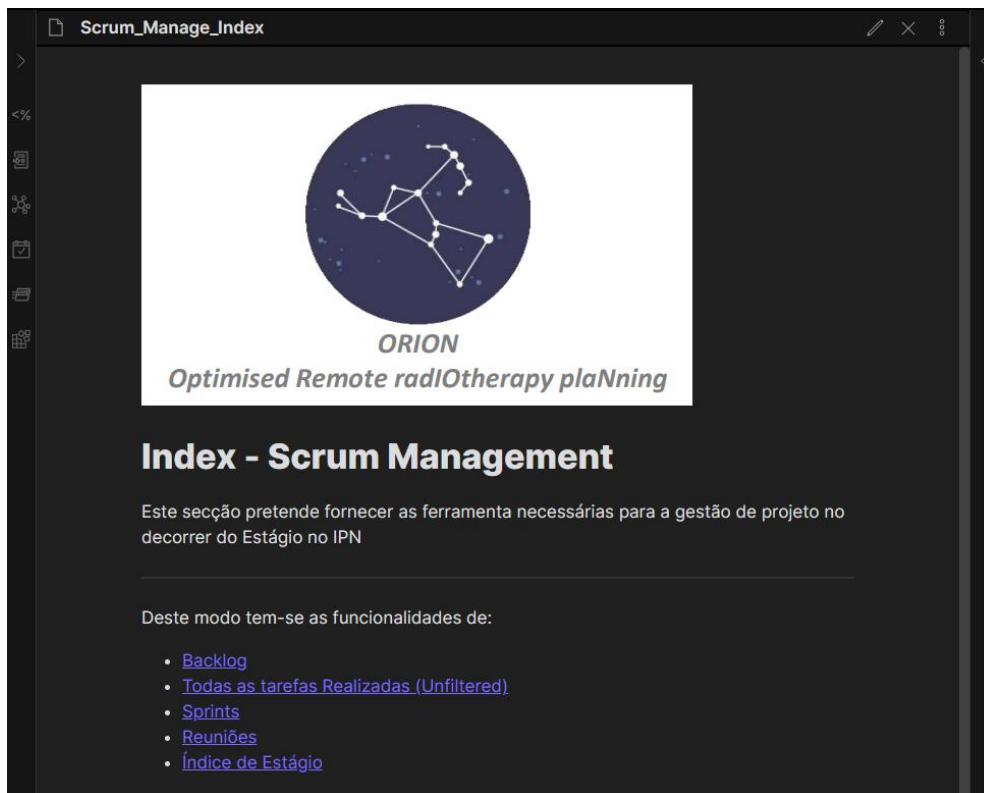 Scrum_Manage_Index
<%
ORION
Optimised Remote radIOtherapy plaNning
Index - Scrum Management
Este secção pretende fornecer as ferramenta necessárias para a gestão de projeto no
decorrer do Estágio no IPN
Deste modo tem-se as funcionalidades de:
• Backlog
• Todas as tarefas Realizadas (Unfiltered)
• Sprints
• Reuniões
• Índice de Estágio